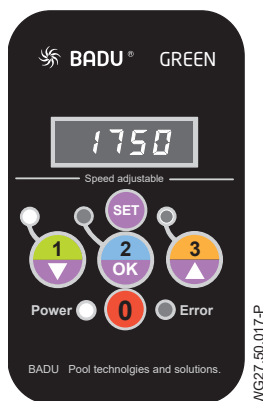 BADU® GREEN
1750
Speed adjustable
SET
1 2 3
OK
Power 0 Error
BADU Pool technolgies and solutions.
WG27.50.017-P